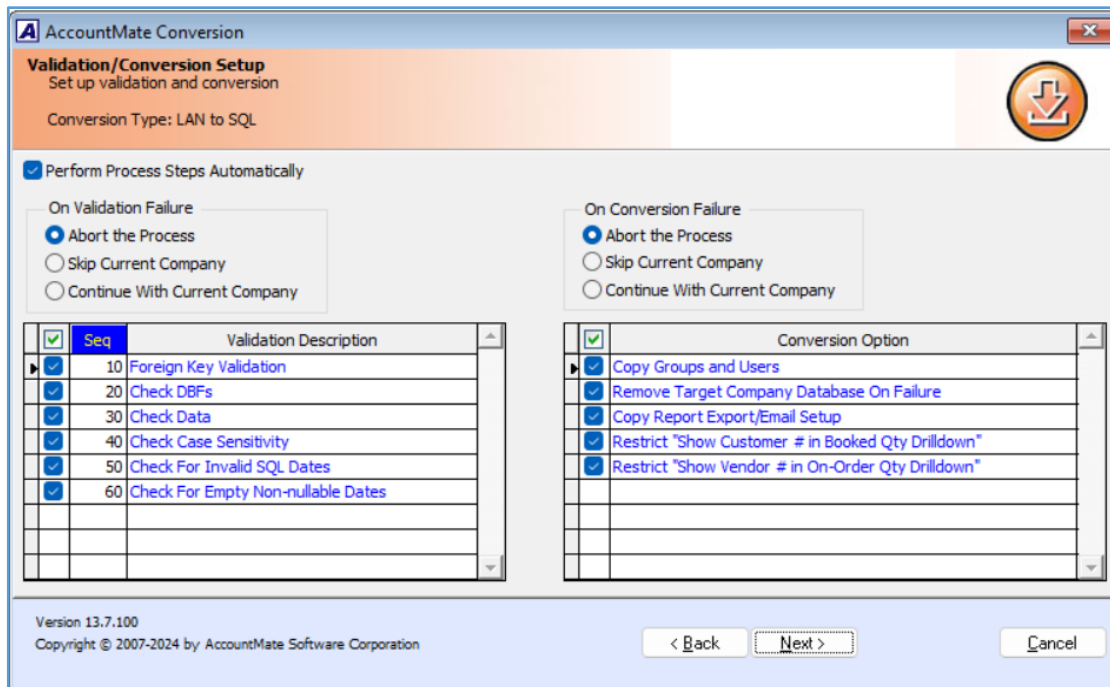 AccountMate Conversion
Validation/Conversion Setup
Set up validation and conversion
Conversion Type: LAN to SQL
Perform Process Steps Automatically
On Validation Failure
Abort the Process
Skip Current Company
Continue With Current Company
On Conversion Failure
Abort the Process
Skip Current Company
Continue With Current Company
Seq Validation Description
10 Foreign Key Validation
20 Check DBFs
30 Check Data
40 Check Case Sensitivity
50 Check For Invalid SQL Dates
60 Check For Empty Non-nullable Dates
Conversion Option
Copy Groups and Users
Remove Target Company Database On Failure
Copy Report Export/Email Setup
Restrict "Show Customer # in Booked Qty Drilldown"
Restrict "Show Vendor # in On-Order Qty Drilldown"
Version 13.7.100
Copyright © 2007-2024 by AccountMate Software Corporation
< Back Next > Cancel